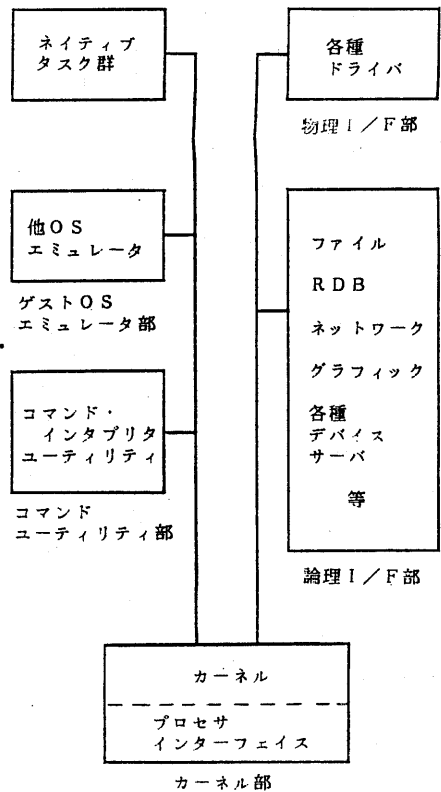 ネイティブ
タスク群
他OS
エミュレータ
ゲストOS
エミュレータ部
コマンド・
インタプリタ
ユーティリティ
コマンド
ユーティリティ部
各種
ドライバ
物理I/F部
ファイル
RDB
ネットワーク
グラフィック
各種
デバイス
サーバ
等
論理I/F部
カーネル
プロセサ
インターフェイス
カーネル部